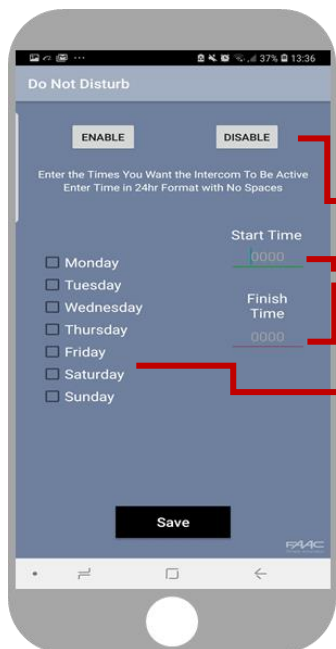 37% 13:36
Do Not Disturb
ENABLE DISABLE
Enter the Times You Want the Intercom To Be Active
Enter Time in 24hr Format with No Spaces
Start Time
0000
Monday
Tuesday
Wednesday
Thursday
Friday
Saturday
Sunday
Finish
Time
0000
Save
FAAC